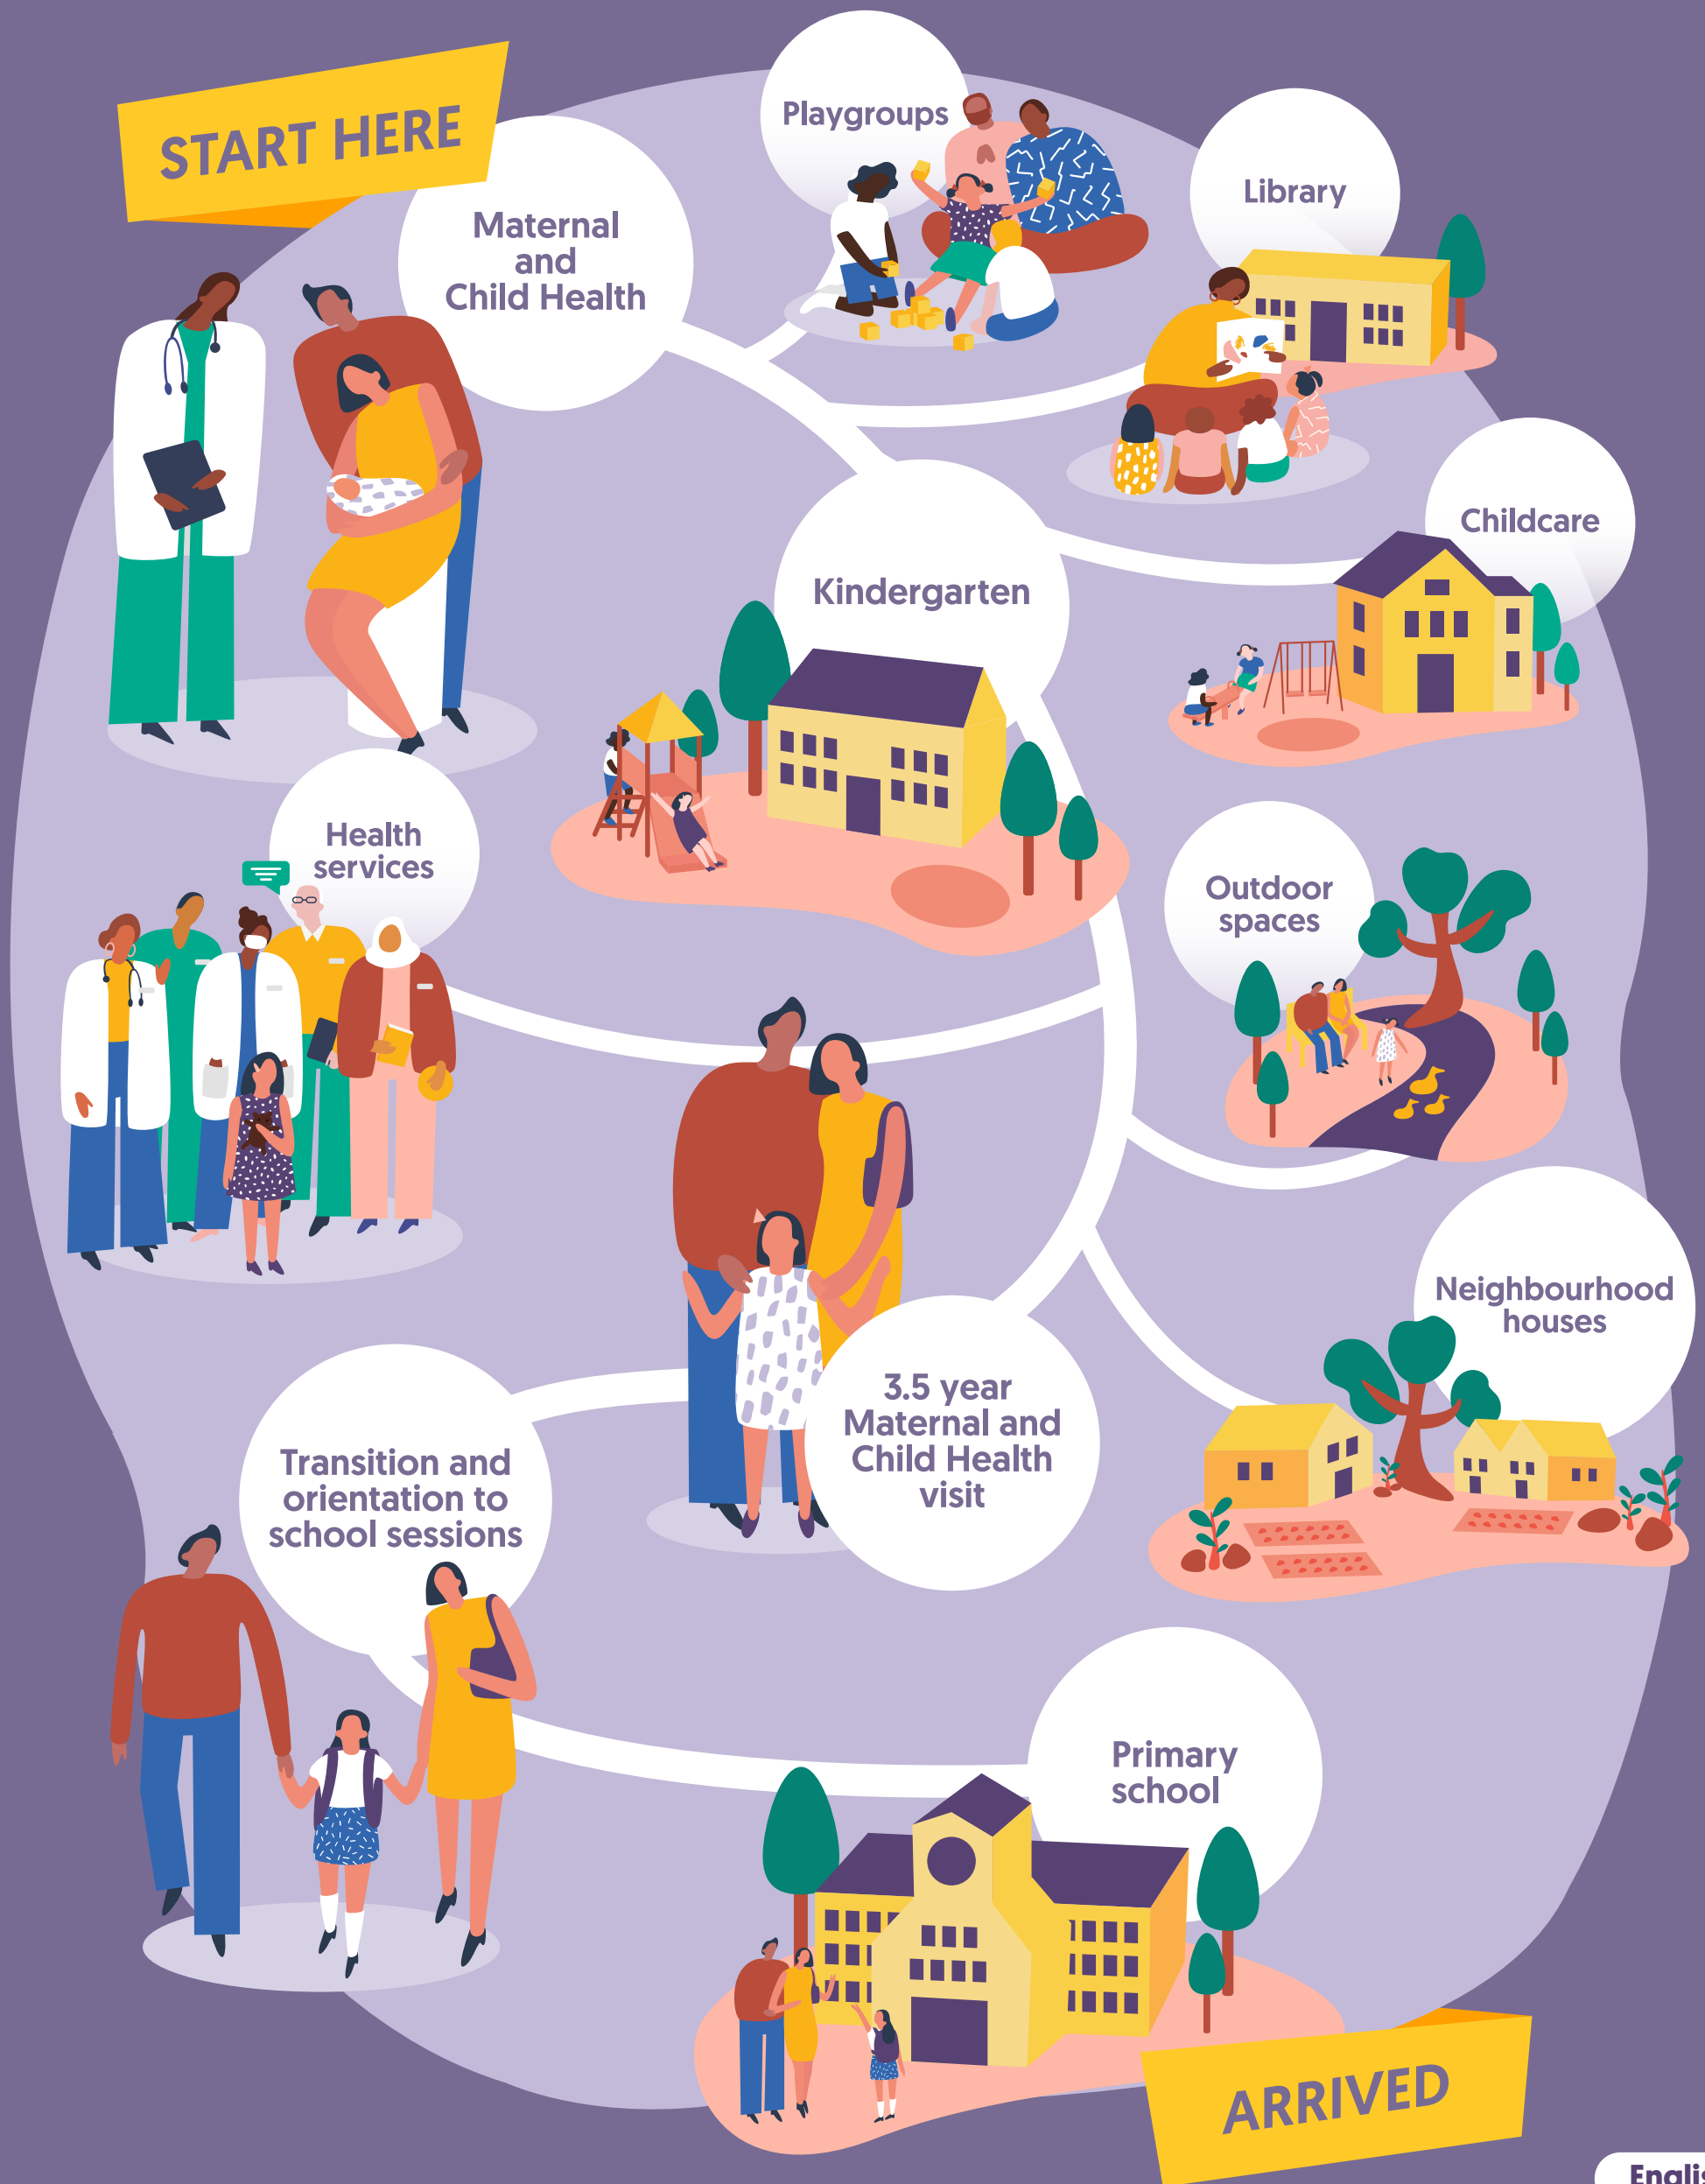 START HERE
Playgroups
Library
Maternal
and
Child Health
Childcare
Kindergarten
Health
services
Outdoor
spaces
Neighbourhood
houses
3.5 year
Maternal and
Child Health
visit
Transition and
orientation to
school sessions
Primary
school
ARRIVED